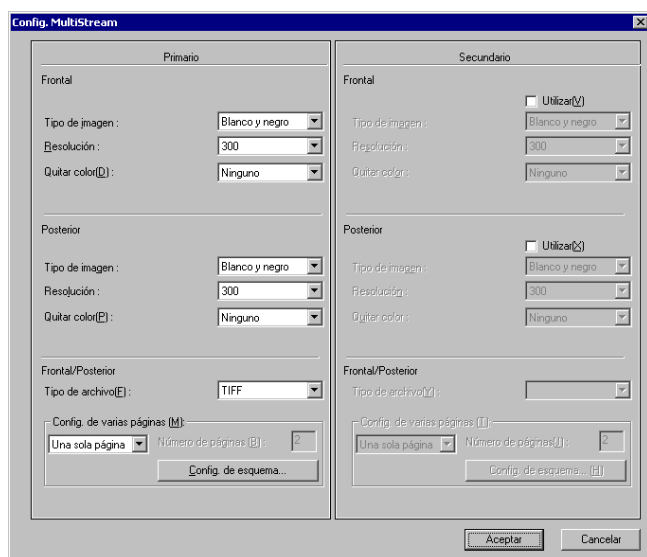 Config. MultiStream
Primario
Frontal
Tipo de imagen :
Blanco y negro
Resolución :
300
Quitar color(D) :
Ninguno
Posterior
Tipo de imagen :
Blanco y negro
Resolución :
300
Quitar color(P) :
Ninguno
Frontal/Posterior
Tipo de archivo(F) :
TIFF
Config. de varias páginas (M):
Una sola página
Número de páginas (B) :
2
Config. de esquema...
Secundario
Frontal
Utilizar(V)
Tipo de imagen :
Blanco y negro
Resolución :
300
Quitar color :
Ninguno
Posterior
Utilizar(X)
Tipo de imagen :
Blanco y negro
Resolución :
300
Quitar color :
Ninguno
Frontal/Posterior
Tipo de archivo(Y) :
Config. de varias páginas (T):
Una sola página
Número de páginas(J) :
2
Config. de esquema... (H)
Aceptar
Cancelar